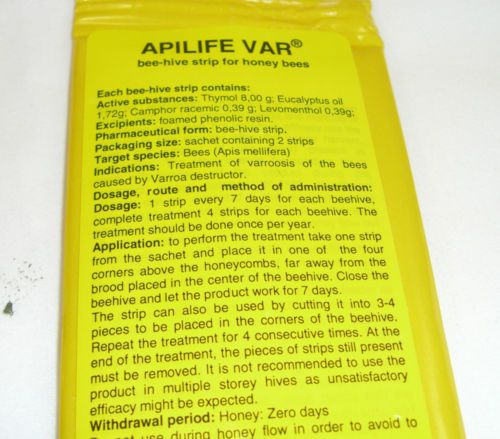 APILIFE VAR®
bee-hive strip for honey bees
Each bee-hive strip contains:
Active substances: Thymol 8,00 g; Eucalyptus oil
1,72g; Camphor racemic 0,39 g; Levomenthol 0,39g;
Excipients: foamed phenolic resin.
Pharmaceutical form: bee-hive strip.
Packaging size: sachet containing 2 strips
Target species: Bees (Apis mellifera)
Indications: Treatment of varroosis of the bees
caused by Varroa destructor.
Dosage, route and method of administration:
Dosage: 1 strip every 7 days for each beehive,
complete treatment 4 strips for each beehive. The
treatment should be done once per year.
Application: to perform the treatment take one strip
from the sachet and place it in one of the four
corners above the honeycombs, far away from the
brood placed in the center of the beehive. Close the
beehive and let the product work for 7 days.
The strip can also be used by cutting it into 3-4
pieces to be placed in the corners of the beehive.
Repeat the treatment for 4 consecutive times. At the
end of the treatment, the pieces of strips still present
must be removed. It is not recommended to use the
product in multiple storey hives as unsatisfactory
efficacy might be expected.
Withdrawal period: Honey: Zero days
Do not use during honey flow in order to avoid to